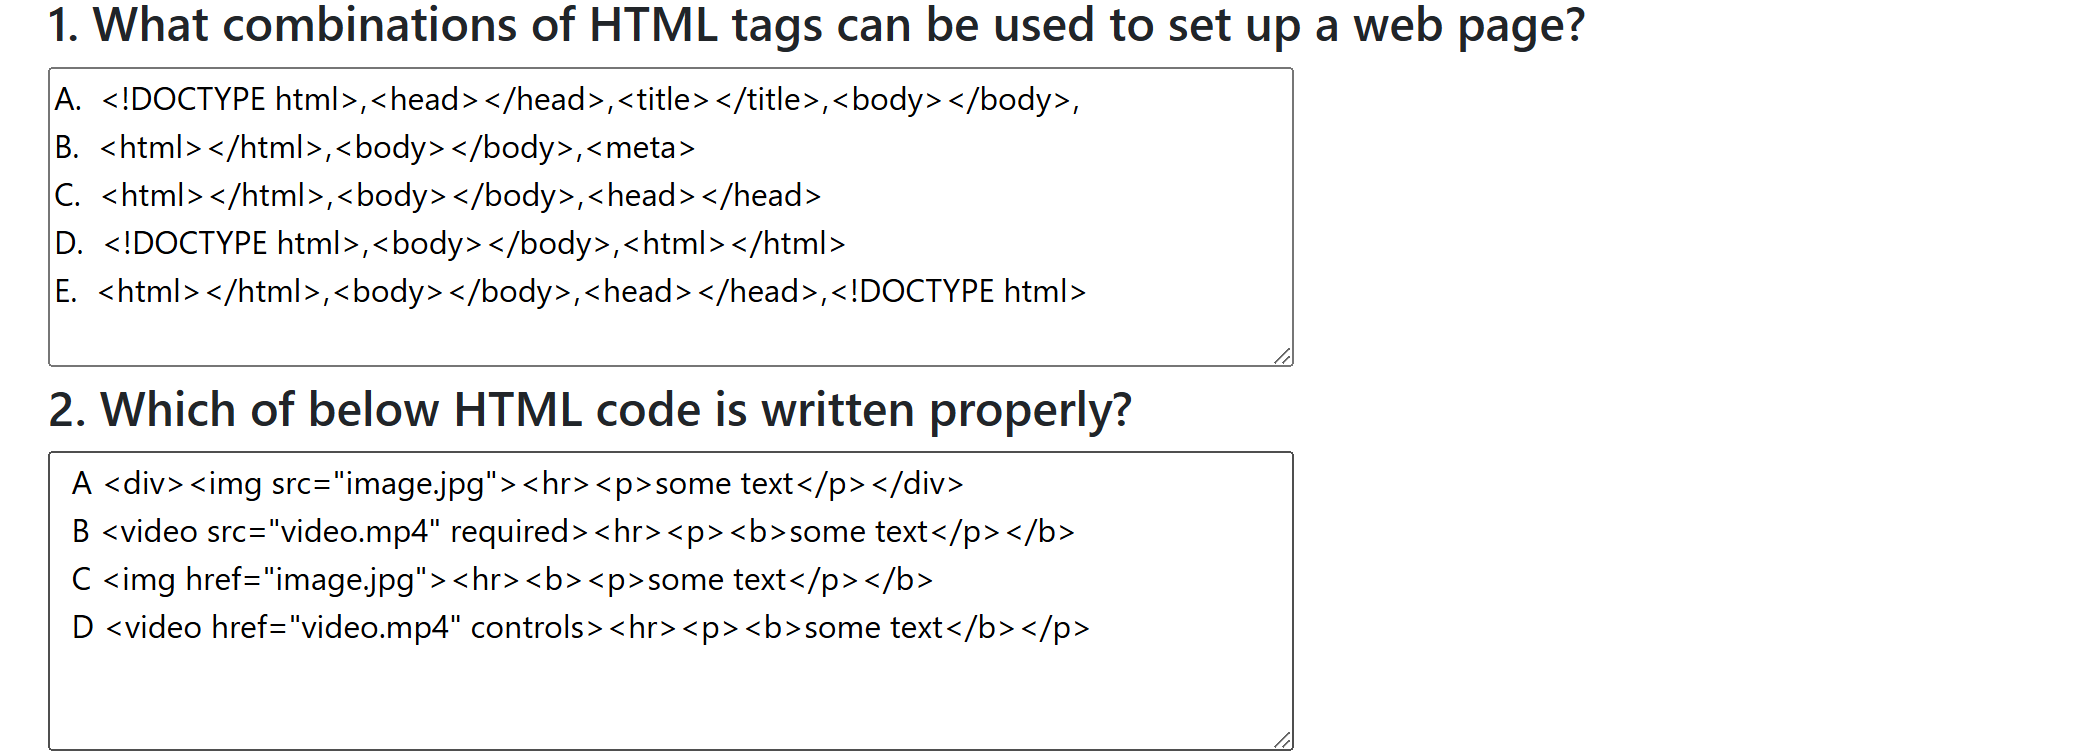 1. What combinations of HTML tags can be used to set up a web page?
A. <!DOCTYPE html>,<head></head>,<title></title>,<body></body>,
B. <html></html>,<body></body>,<meta>
C. <html></html>,<body></body>,<head></head>
D. <!DOCTYPE html>,<body></body>,<html></html>
E. <html></html>,<body></body>,<head></head>,<!DOCTYPE html>
2. Which of below HTML code is written properly?
A <div><img src="image.jpg"><hr><p>some text</p></div>
B <video src="video.mp4" required><hr><p><b>some text</p></b>
C <img href="image.jpg"><hr><b><p>some text</p></b>
D <video href="video.mp4" controls><hr><p><b>some text</b></p>